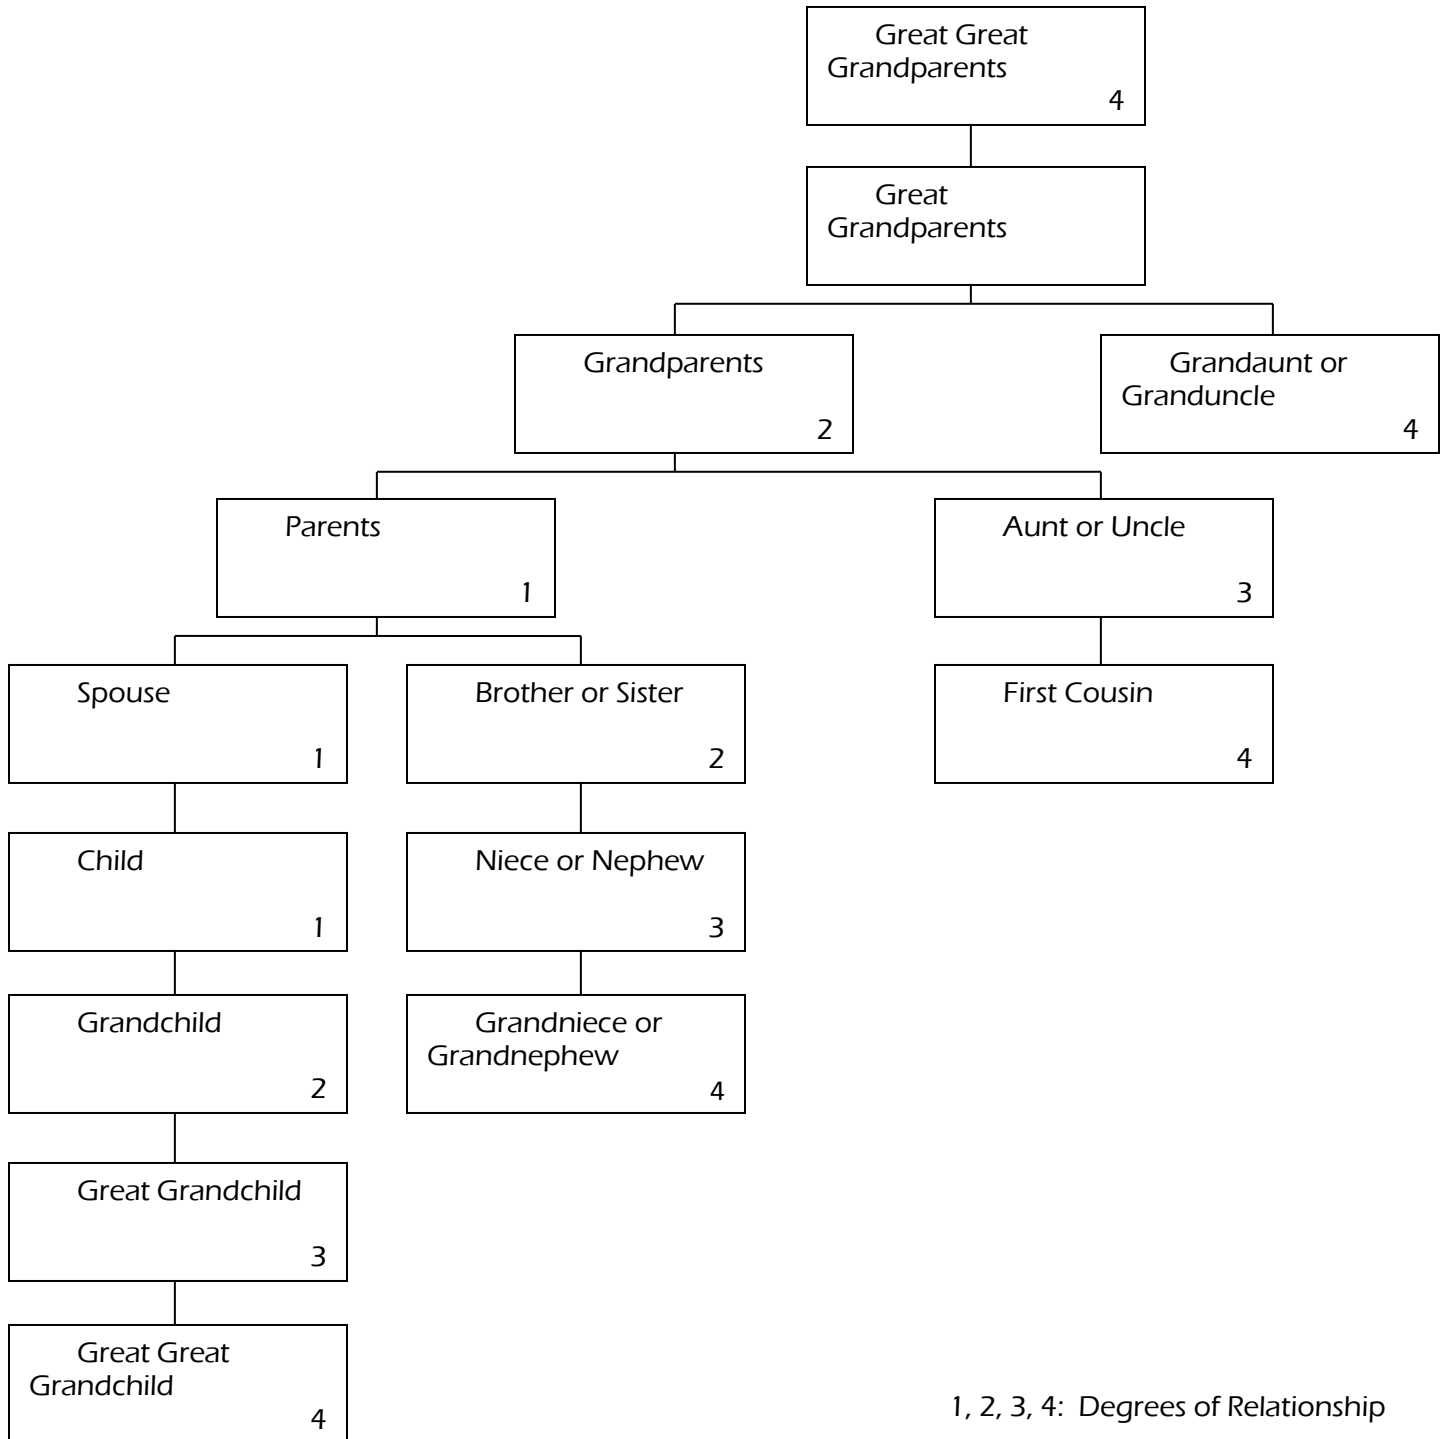 Great Great
Grandparents
4
Great
Grandparents
Grandparents
2
Grandaunt or
Granduncle
4
Parents
1
Aunt or Uncle
3
Spouse
1
Brother or Sister
2
First Cousin
4
Child
1
Niece or Nephew
3
Grandchild
2
Grandniece or
Grandnephew
4
Great Grandchild
3
Great Great
Grandchild
4
1, 2, 3, 4: Degrees of Relationship